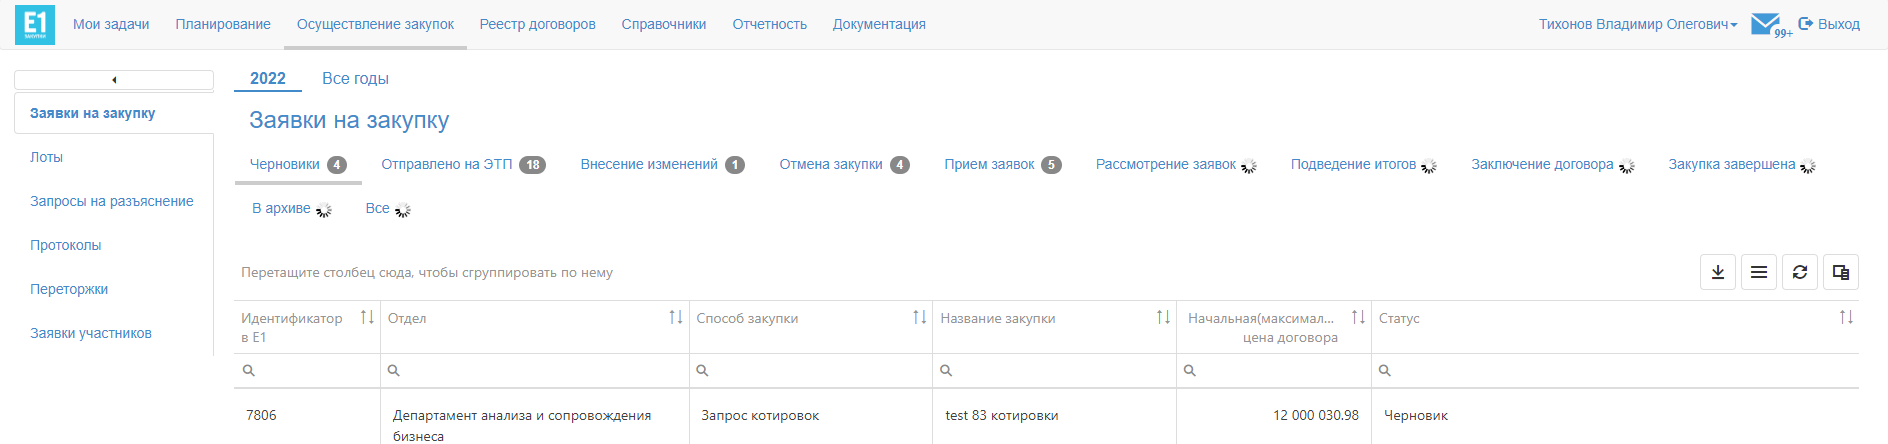 E1 Мои задачи Планирование Осуществление закупок Реестр договоров Справочники Отчетность Документация Тихонов Владимир Олегович 99+ Выход
ЗАКУПКИ
2022 Все годы
Заявки на закупку
Лоты
Запросы на разъяснение
Протоколы
Переторжки
Заявки участников
Заявки на закупку
Черновики 4 Отправлено на ЭТП 18 Внесение изменений 1 Отмена закупки 4 Прием заявок 5 Рассмотрение заявок Подведение итогов Заключение договора Закупка завершена
В архиве Все
Перетащите столбец сюда, чтобы сгруппировать по нему
Идентификатор Отдел Способ закупки Название закупки Начальная(максимал... Статус
в E1 цена договора
7806 Департамент анализа и сопровождения Запрос котировок test 83 котировки 12 000 030.98 Черновик
бизнеса